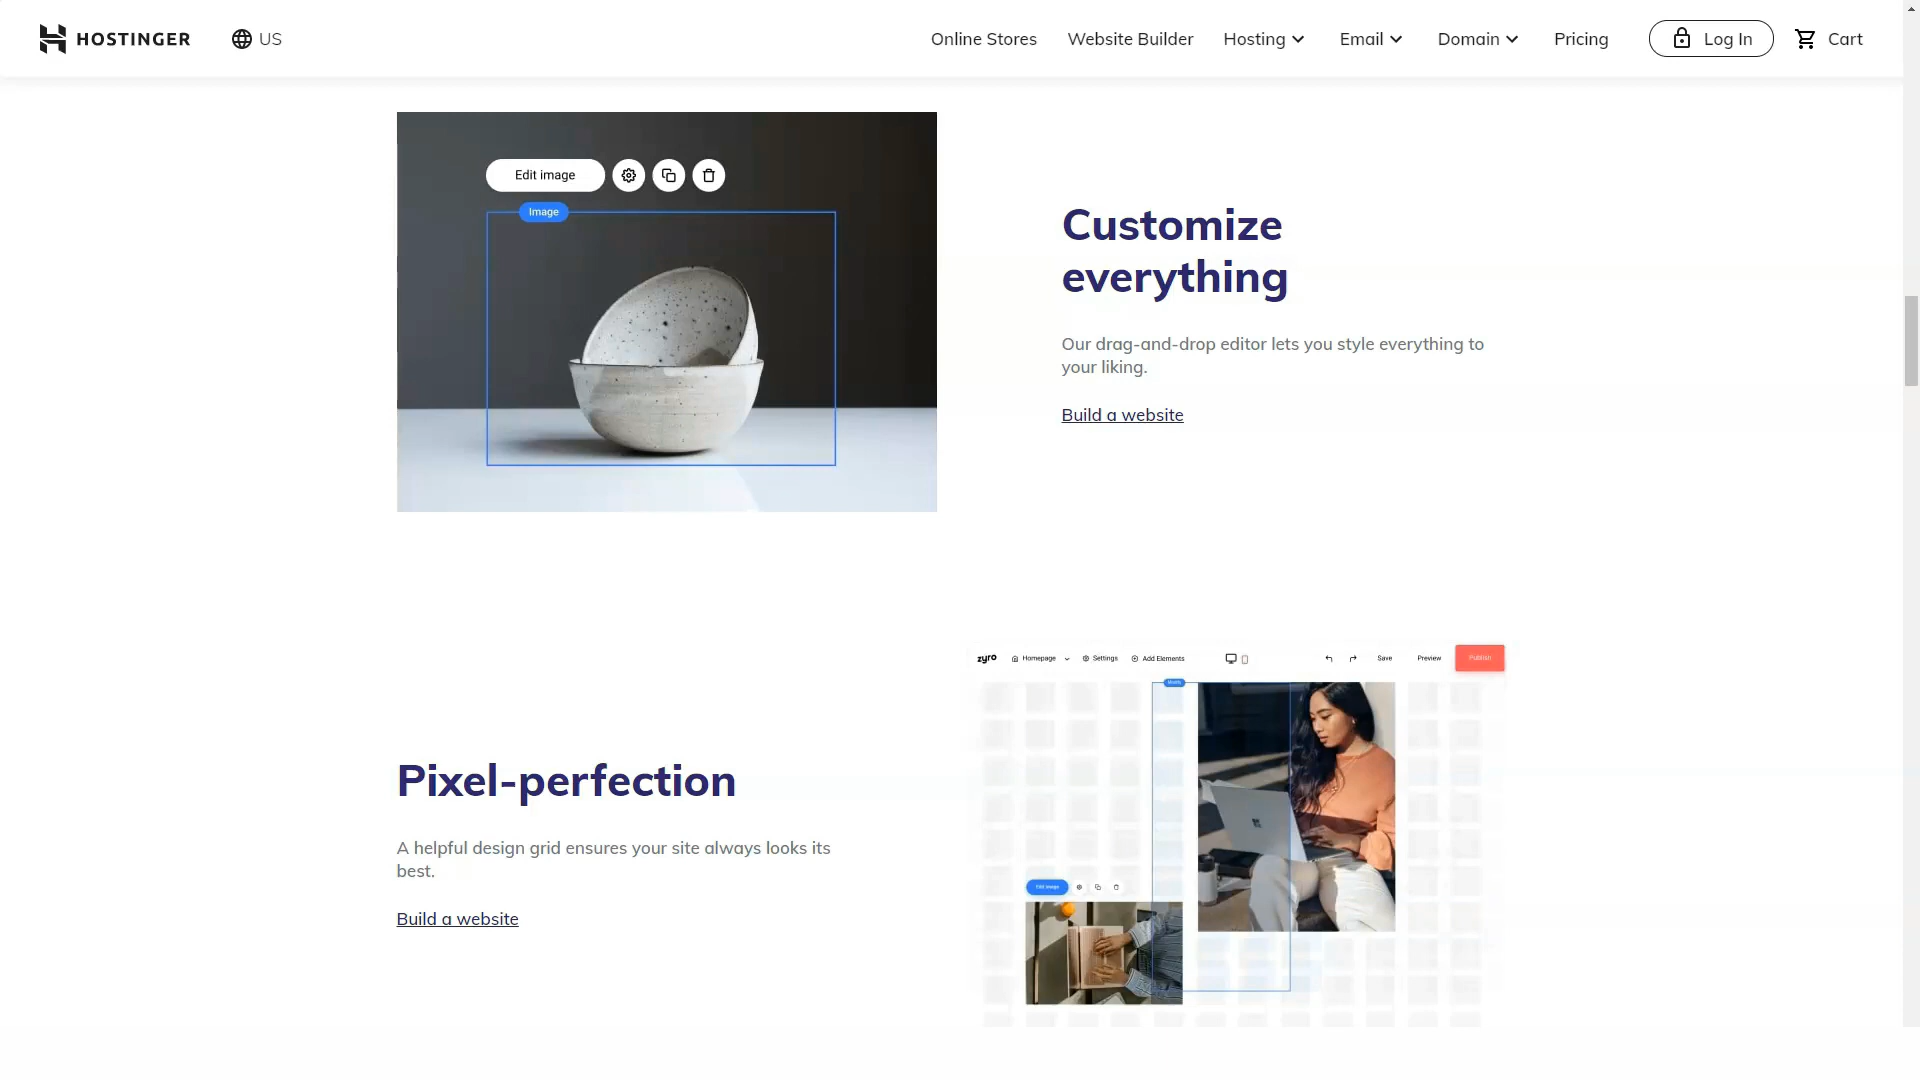 HOSTINGER
US
Online Stores
Website Builder
Hosting
Email
Domain
Pricing
Log In
Cart
Edit image
Image
Customize
everything
Our drag-and-drop editor lets you style everything to
your liking.
Build a website
Pixel-perfection
A helpful design grid ensures your site always looks its
best.
Build a website
zyro
Homepage
Settings
Add Elements
Save
Preview
Publish
Edit image